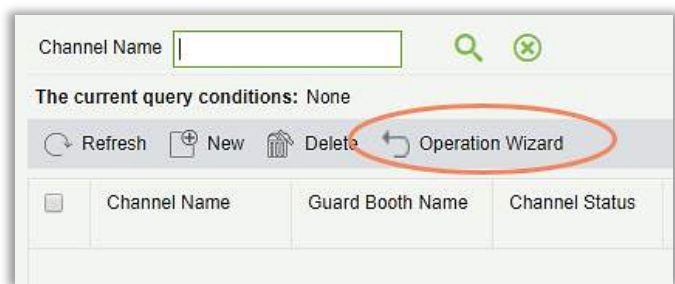 Channel Name
The current query conditions: None
Refresh New Delete Operation Wizard
Channel Name Guard Booth Name Channel Status